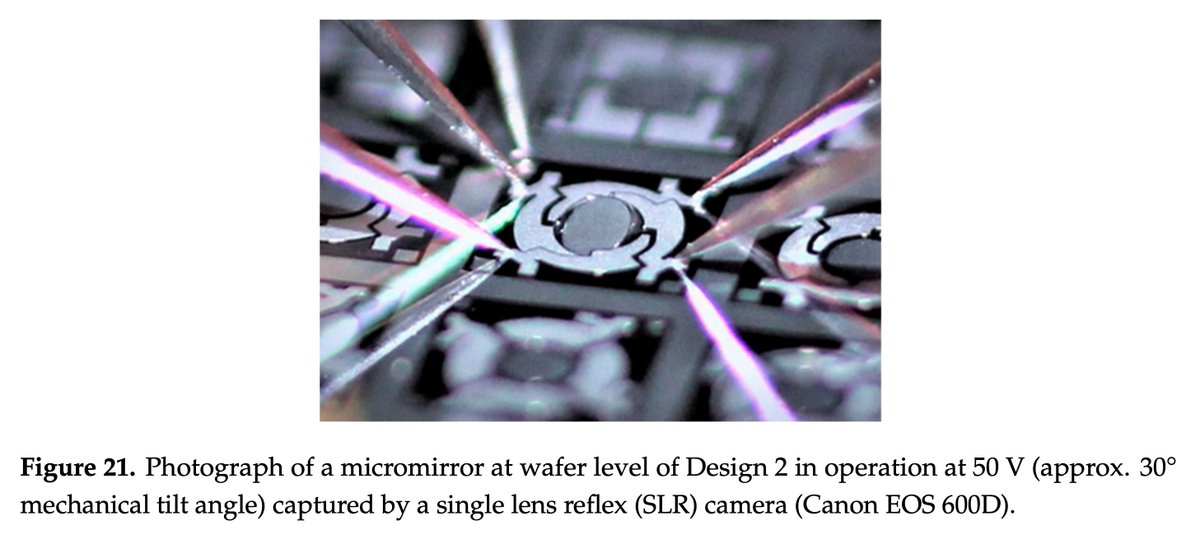 Figure 21. Photograph of a micromirror at wafer level of Design 2 in operation at 50 V (approx. 30°
mechanical tilt angle) captured by a single lens reflex (SLR) camera (Canon EOS 600D).